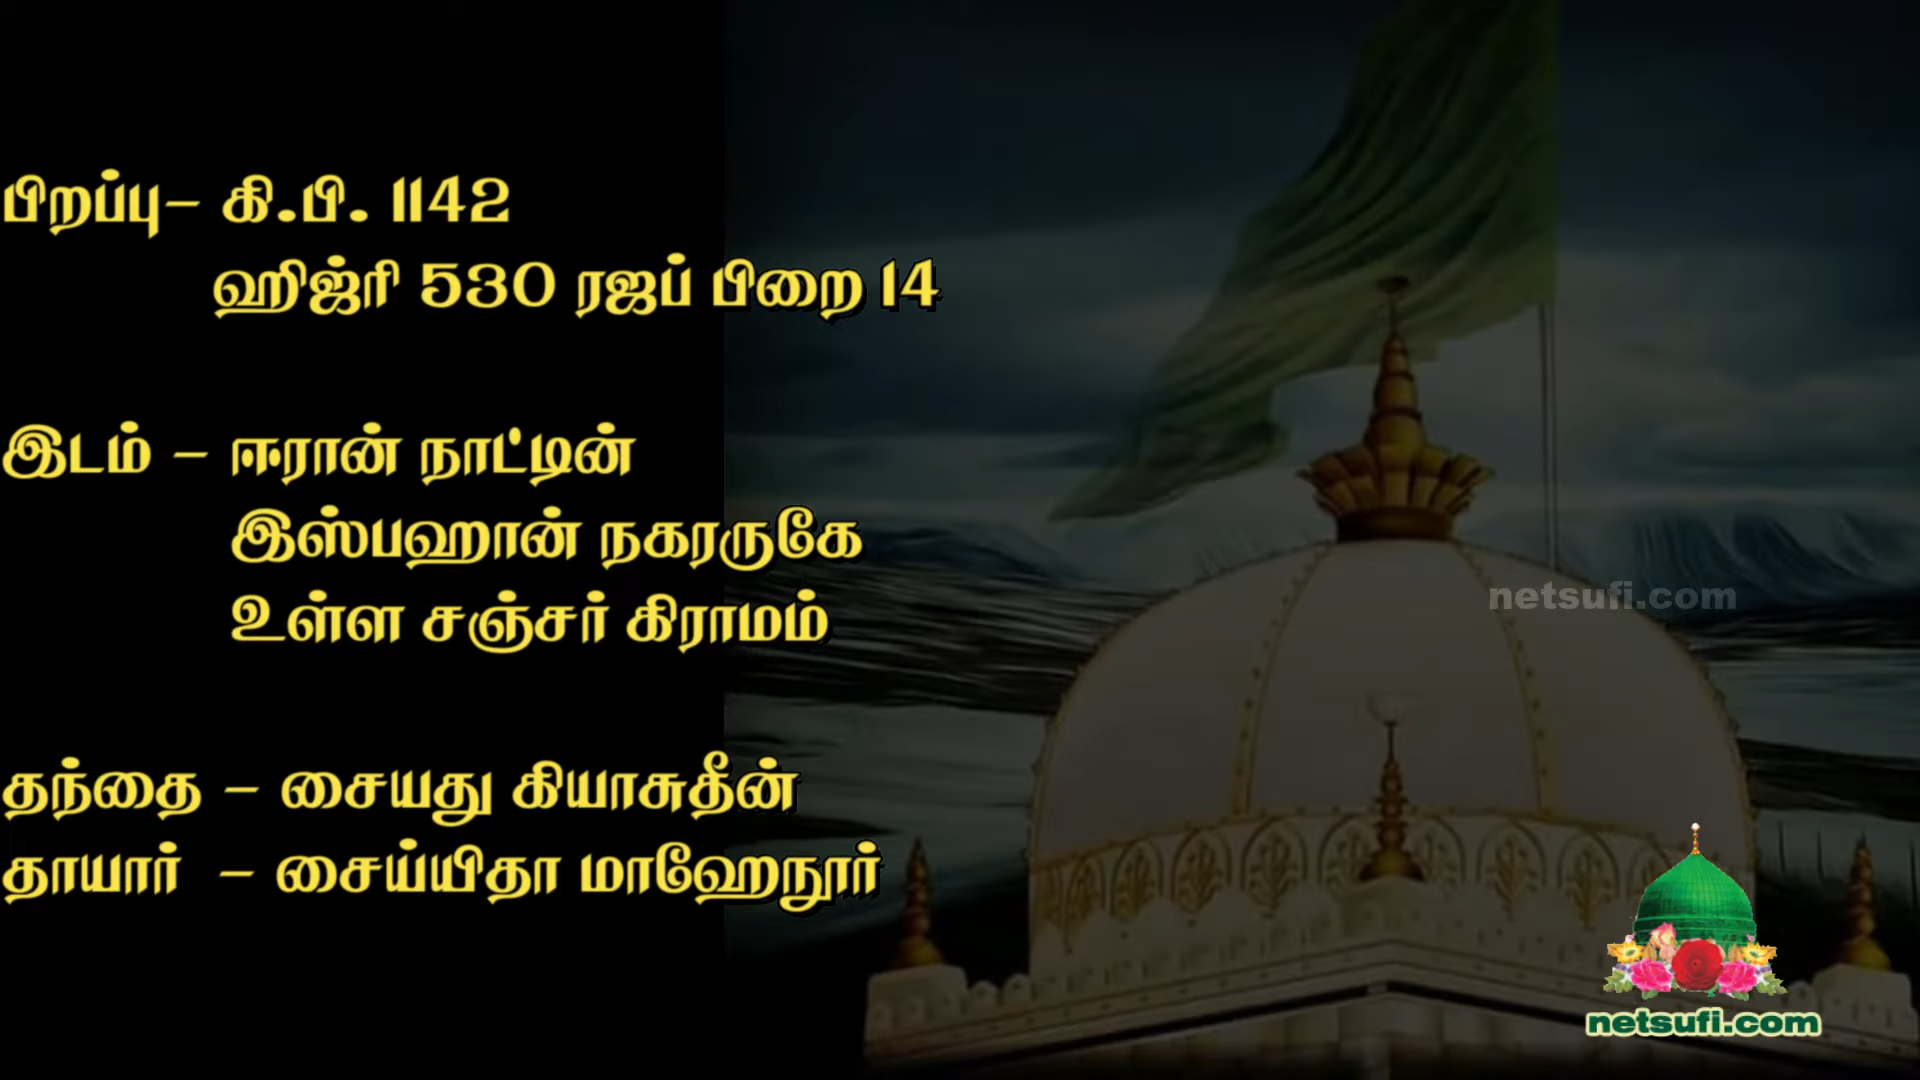 பிறப்பு- கி.பி. 1142
ஹிஜ்ரி 530 ரஜப் பிறை 14
இடம் - ஈரான் நாட்டின்
இஸ்பஹான் நகரருகே
உள்ள சஞ்சர் கிராமம்
netsufi.com
தந்தை - சையது கியாசுதீன்
தாயார் - சைய்யிதா மாஹேநூர்
netsufi.com